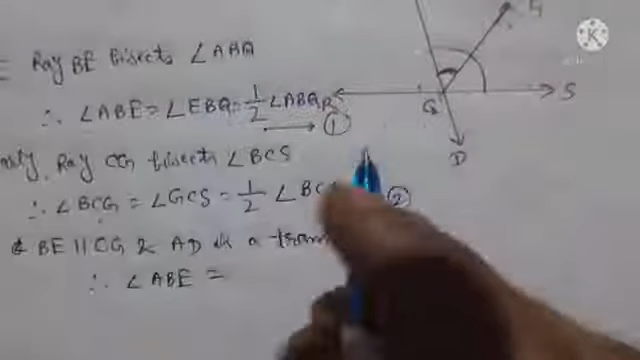 Ray BE Bisects ∠ABQ
∴ ∠ABE = ∠EBQ = 1/2 ∠ABQ
→ ①
Ray CG bisects ∠BCS
∴ ∠BCG = ∠GCS = 1/2 ∠BC
②
& BE || CG & AD is a
∴ ∠ABE =
R
S
D
K